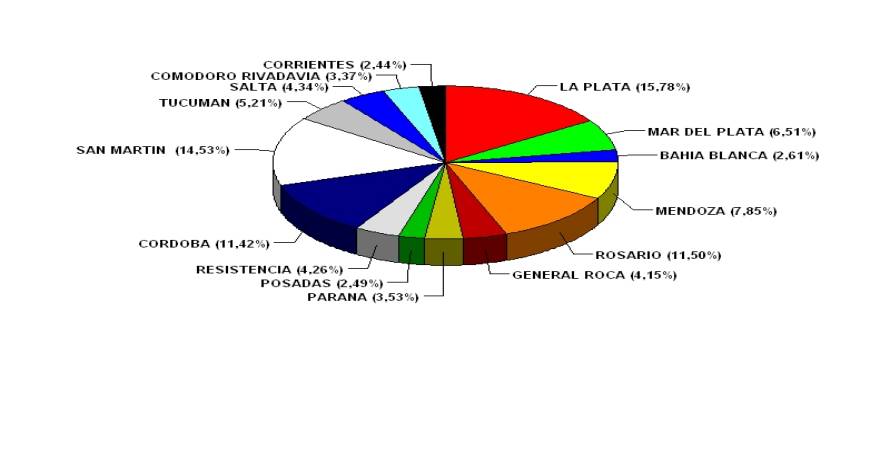 CORRIENTES (2,44%)
COMODORO RIVADAVIA (3,37%)
SALTA (4,34%)
LA PLATA (15,78%)
TUCUMAN (5,21%)
MAR DEL PLATA (6,51%)
SAN MARTIN (14,53%)
BAHIA BLANCA (2,61%)
MENDOZA (7,85%)
CORDOBA (11,42%)
ROSARIO (11,50%)
RESISTENCIA (4,26%)
GENERAL ROCA (4,15%)
POSADAS (2,49%)
PARANA (3,53%)